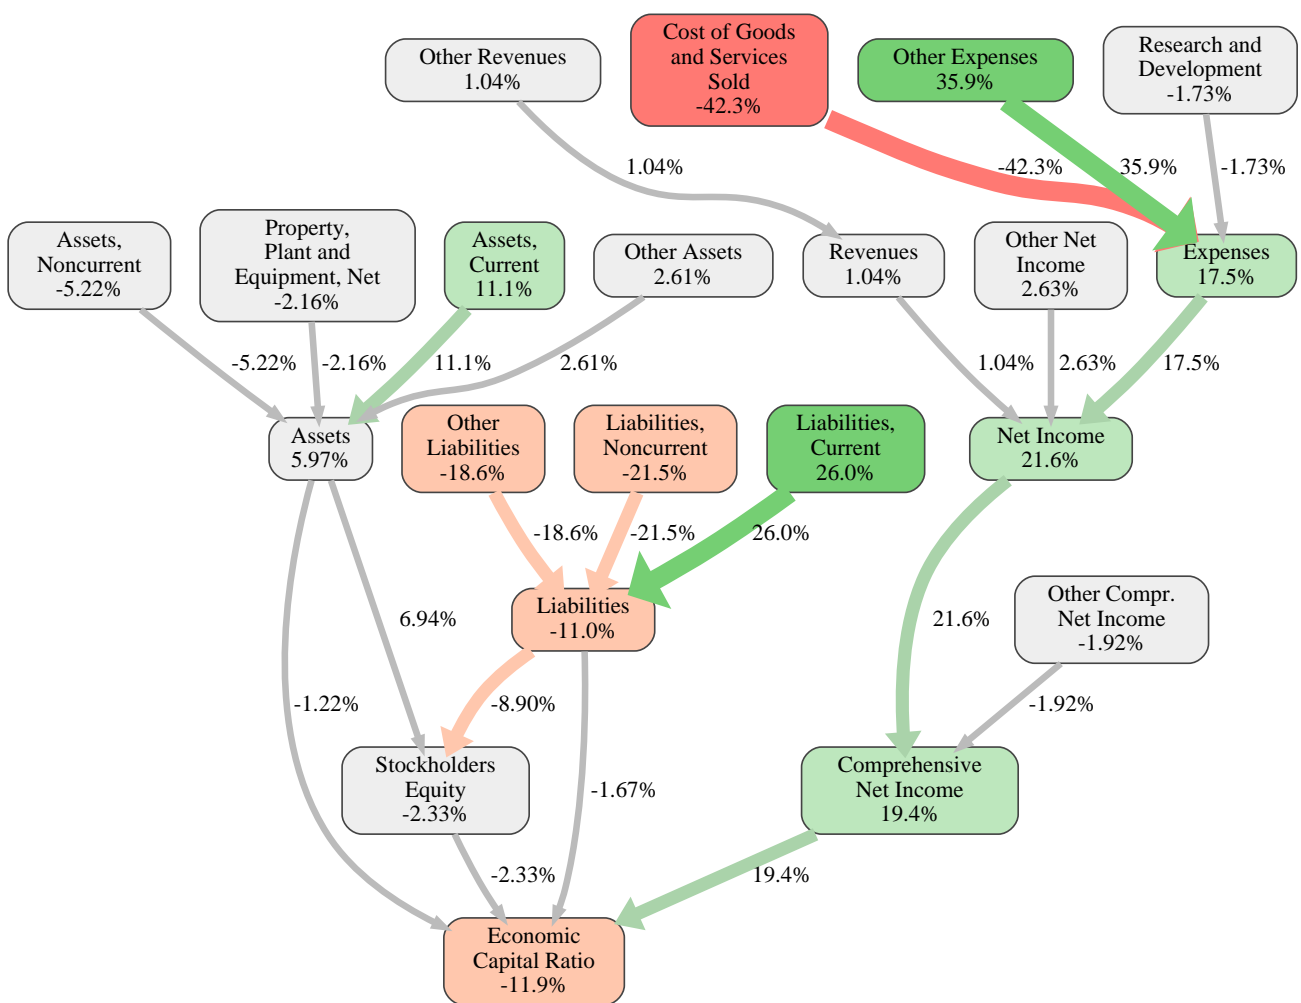 Other Revenues
1.04%
Cost of Goods
and Services
Sold
-42.3%
Other Expenses
35.9%
Research and
Development
-1.73%
1.04%
-42.3%
35.9%
-1.73%
Assets,
Noncurrent
-5.22%
Property,
Plant and
Equipment, Net
-2.16%
Assets,
Current
11.1%
Other Assets
2.61%
Revenues
1.04%
Other Net
Income
2.63%
Expenses
17.5%
-5.22%
-2.16%
11.1%
2.61%
1.04%
2.63%
17.5%
Assets
5.97%
Other
Liabilities
-18.6%
Liabilities,
Noncurrent
-21.5%
Liabilities,
Current
26.0%
Net Income
21.6%
-18.6%
-21.5%
26.0%
6.94%
Liabilities
-11.0%
21.6%
Other Compr.
Net Income
-1.92%
-1.22%
-8.90%
-1.92%
Stockholders
Equity
-2.33%
-1.67%
Comprehensive
Net Income
19.4%
-2.33%
19.4%
Economic
Capital Ratio
-11.9%